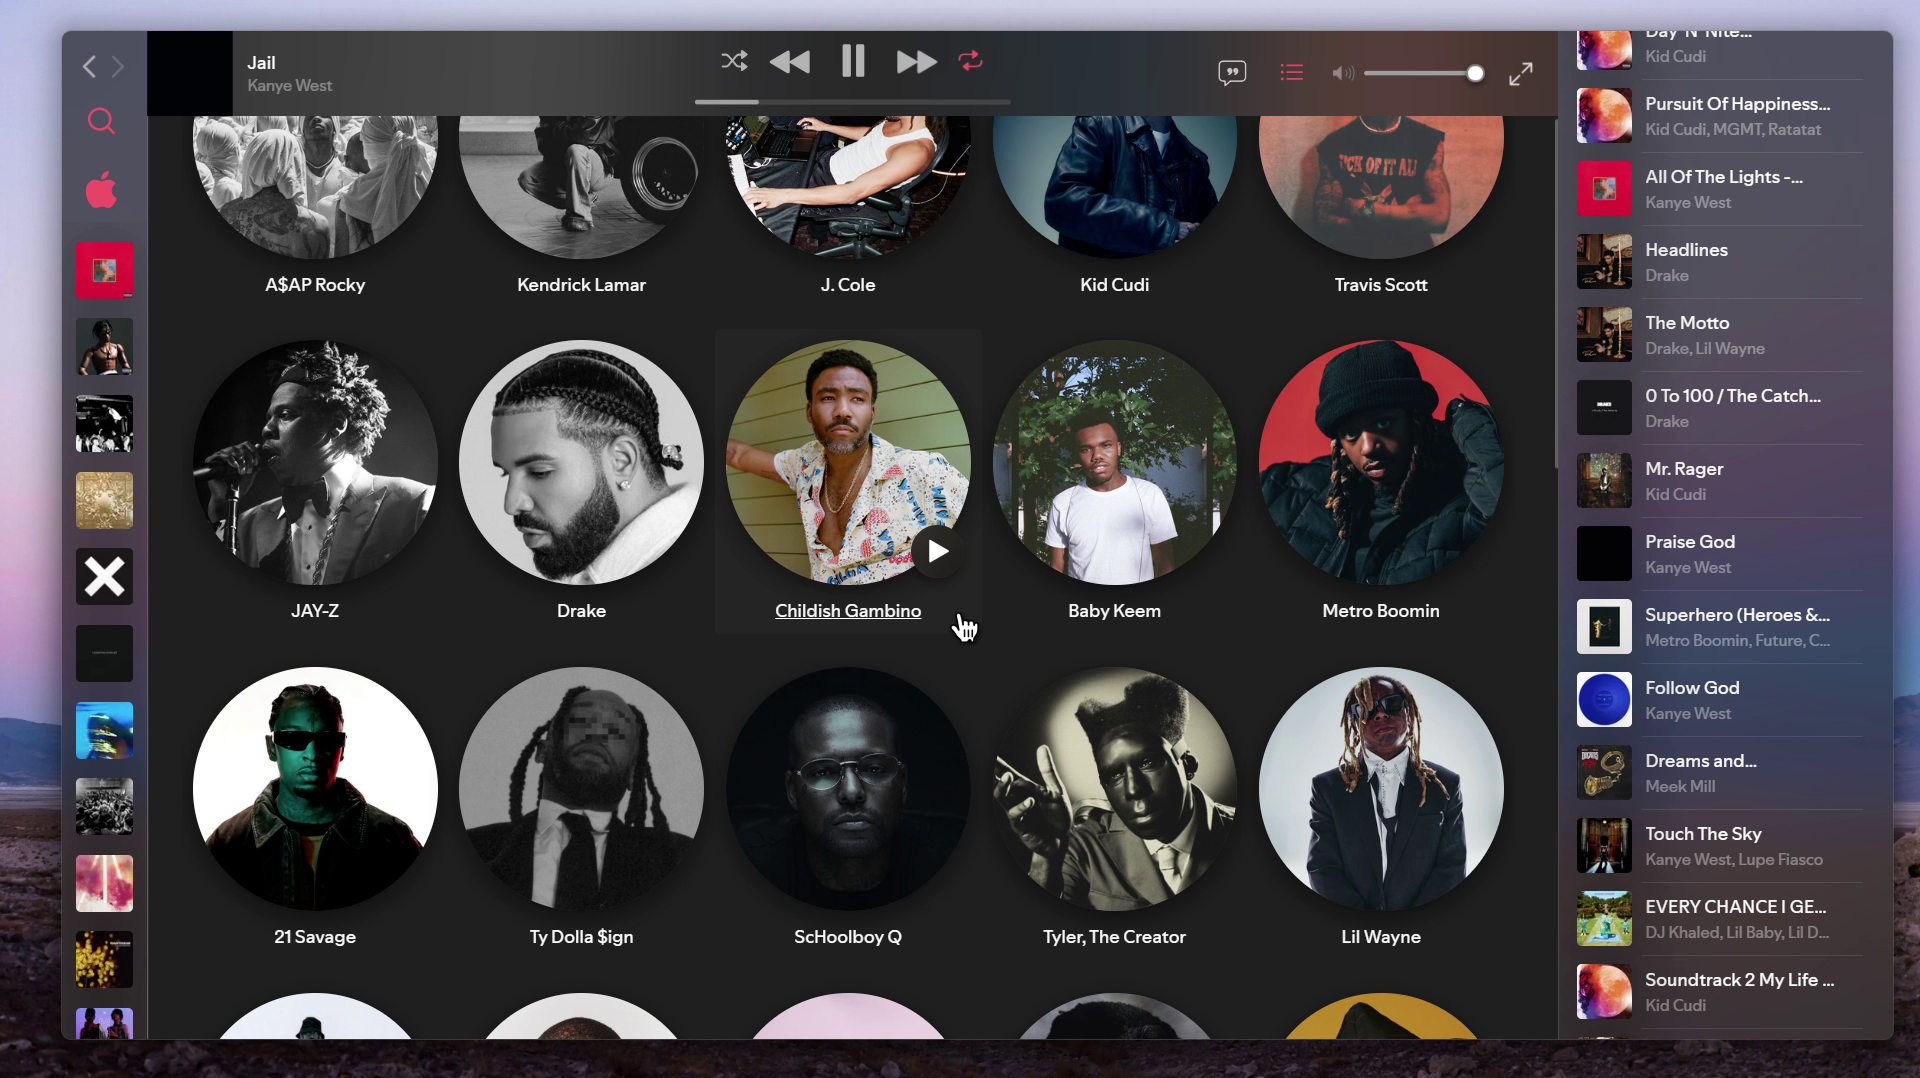 Jail
Kanye West
FCK OF IT ALL
A$AP Rocky
Kendrick Lamar
J. Cole
Kid Cudi
Travis Scott
JAY-Z
Drake
Childish Gambino
Baby Keem
Metro Boomin
21 Savage
Ty Dolla $ign
ScHoolboy Q
Tyler, The Creator
Lil Wayne
Day 'N' Nite...
Kid Cudi
Pursuit Of Happiness...
Kid Cudi, MGMT, Ratatat
All Of The Lights -...
Kanye West
Headlines
Drake
The Motto
Drake, Lil Wayne
0 To 100 / The Catch...
Drake
Mr. Rager
Kid Cudi
Praise God
Kanye West
Superhero (Heroes &...
Metro Boomin, Future, C...
Follow God
Kanye West
Dreams and...
Meek Mill
Touch The Sky
Kanye West, Lupe Fiasco
EVERY CHANCE I GE...
DJ Khaled, Lil Baby, Lil D...
Soundtrack 2 My Life ...
Kid Cudi